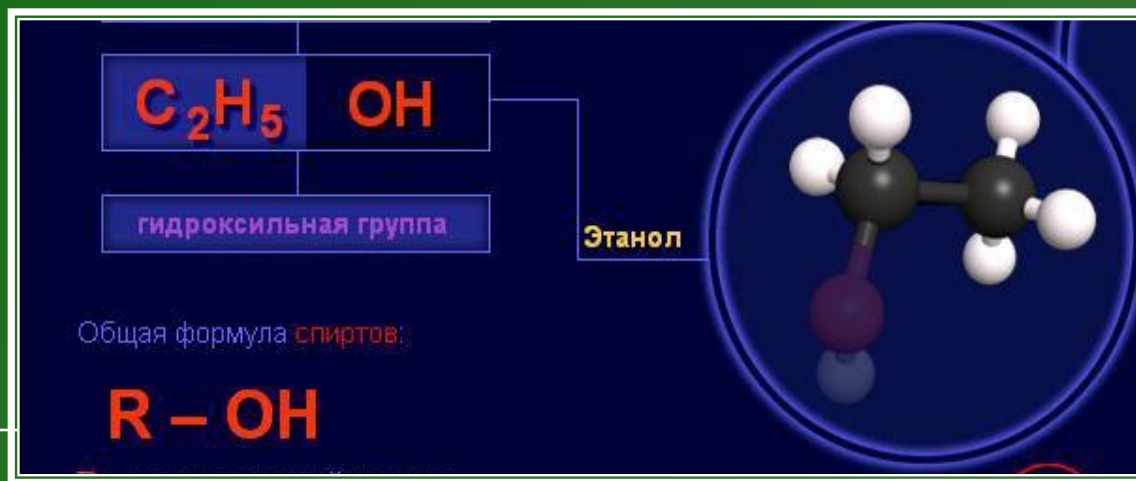 C₂H₅ OH
гидроксильная группа
Этанол
Общая формула спиртов:
R – OH